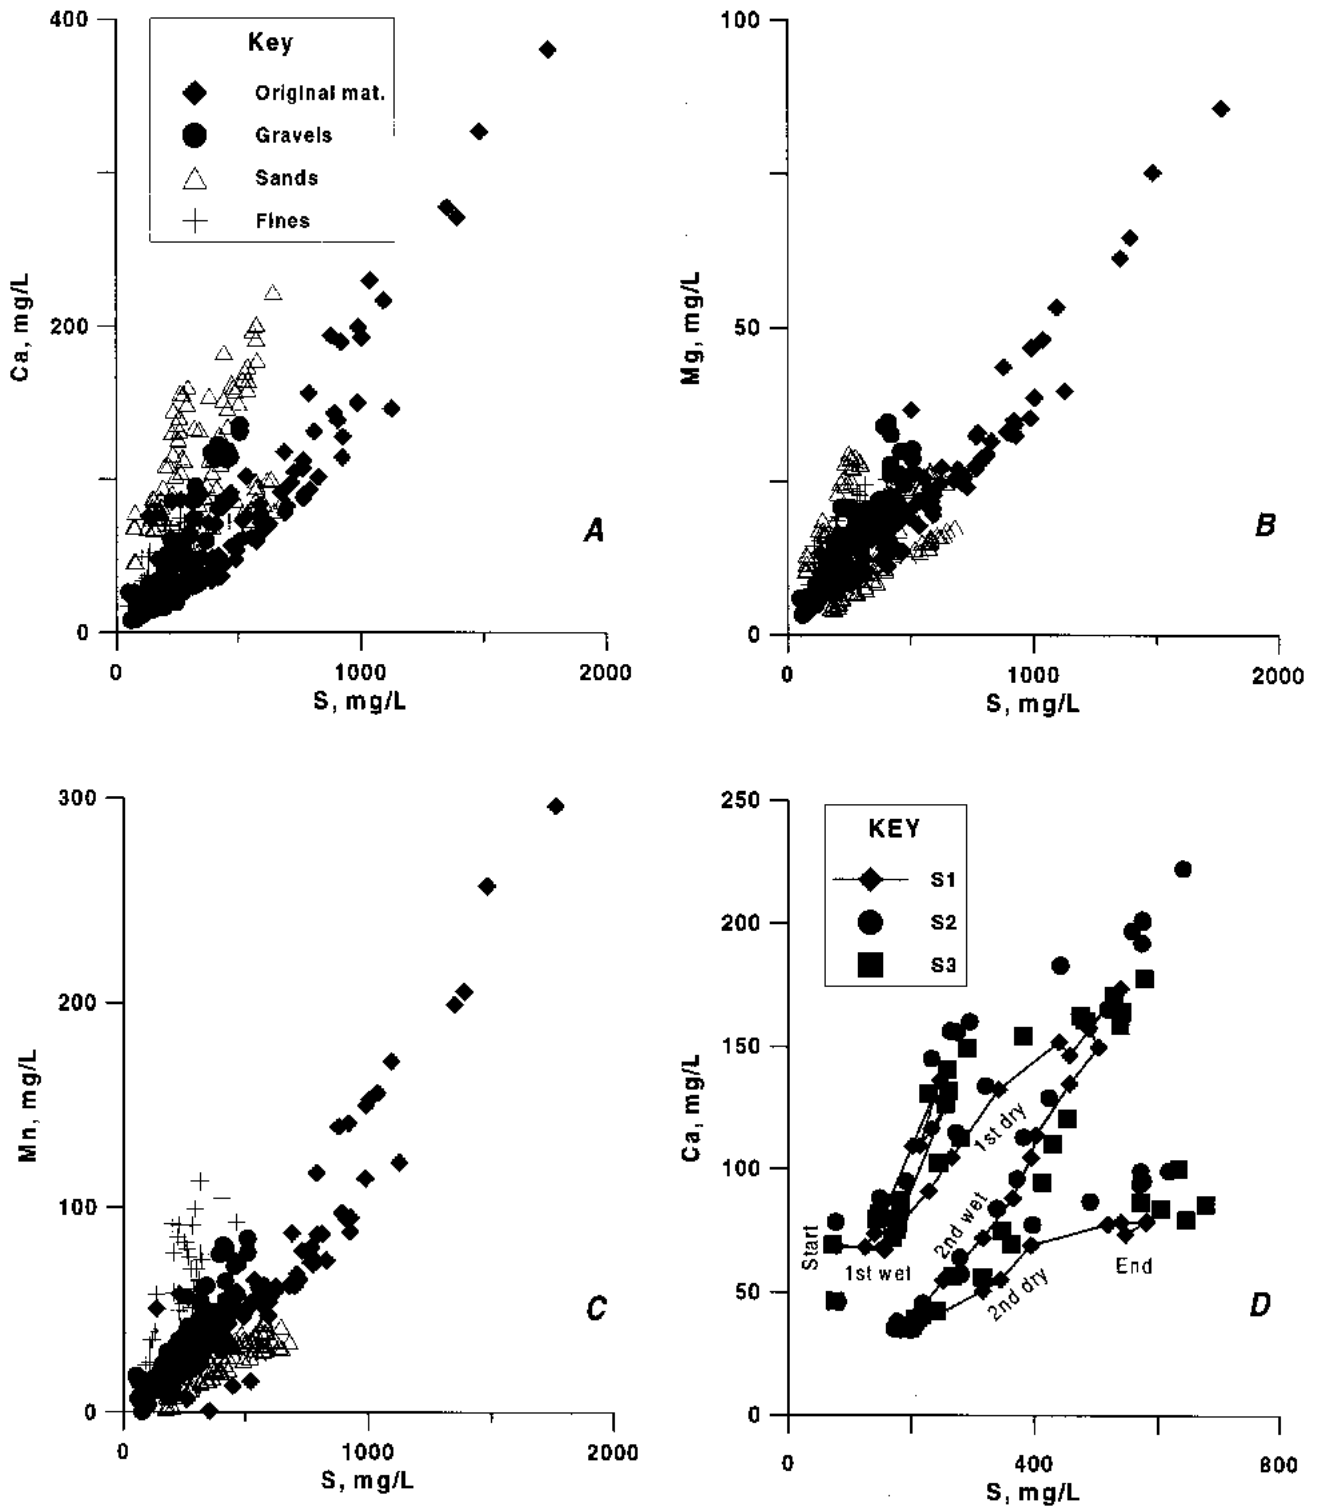 400
Key
Original mat.
Gravels
Sands
Fines
200
0
Ca, mg/L
0
1000
2000
S, mg/L
A
100
50
0
Mg, mg/L
0
1000
2000
S, mg/L
B
300
200
100
0
Mn, mg/L
0
1000
2000
S, mg/L
C
250
KEY
S1
S2
S3
200
150
100
50
0
Ca, mg/L
1st dry
2nd wet
Start
1st wet
End
2nd dry
D
0
400
800
S, mg/L